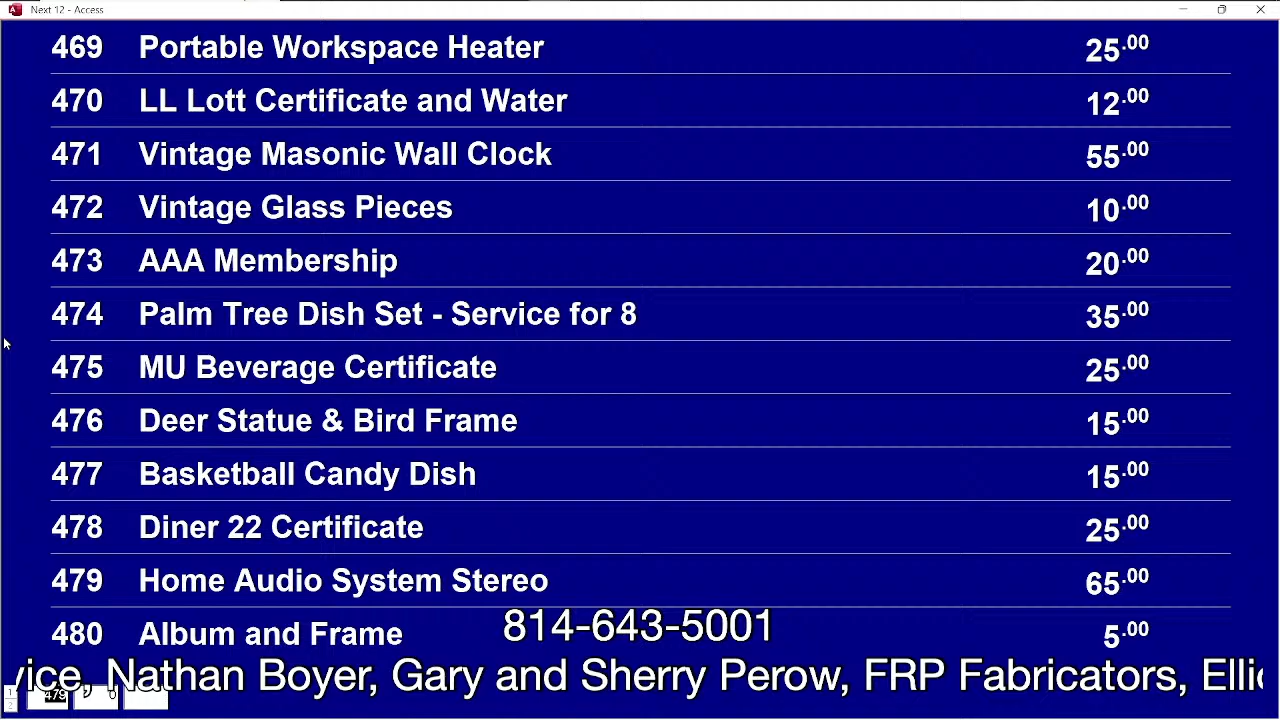 Next 12 - Access
469 Portable Workspace Heater 25.00
470 LL Lott Certificate and Water 12.00
471 Vintage Masonic Wall Clock 55.00
472 Vintage Glass Pieces 10.00
473 AAA Membership 20.00
474 Palm Tree Dish Set - Service for 8 35.00
475 MU Beverage Certificate 25.00
476 Deer Statue & Bird Frame 15.00
477 Basketball Candy Dish 15.00
478 Diner 22 Certificate 25.00
479 Home Audio System Stereo 65.00
480 Album and Frame 5.00
814-643-5001
vice, Nathan Boyer, Gary and Sherry Perow, FRP Fabricators, Ellic
479